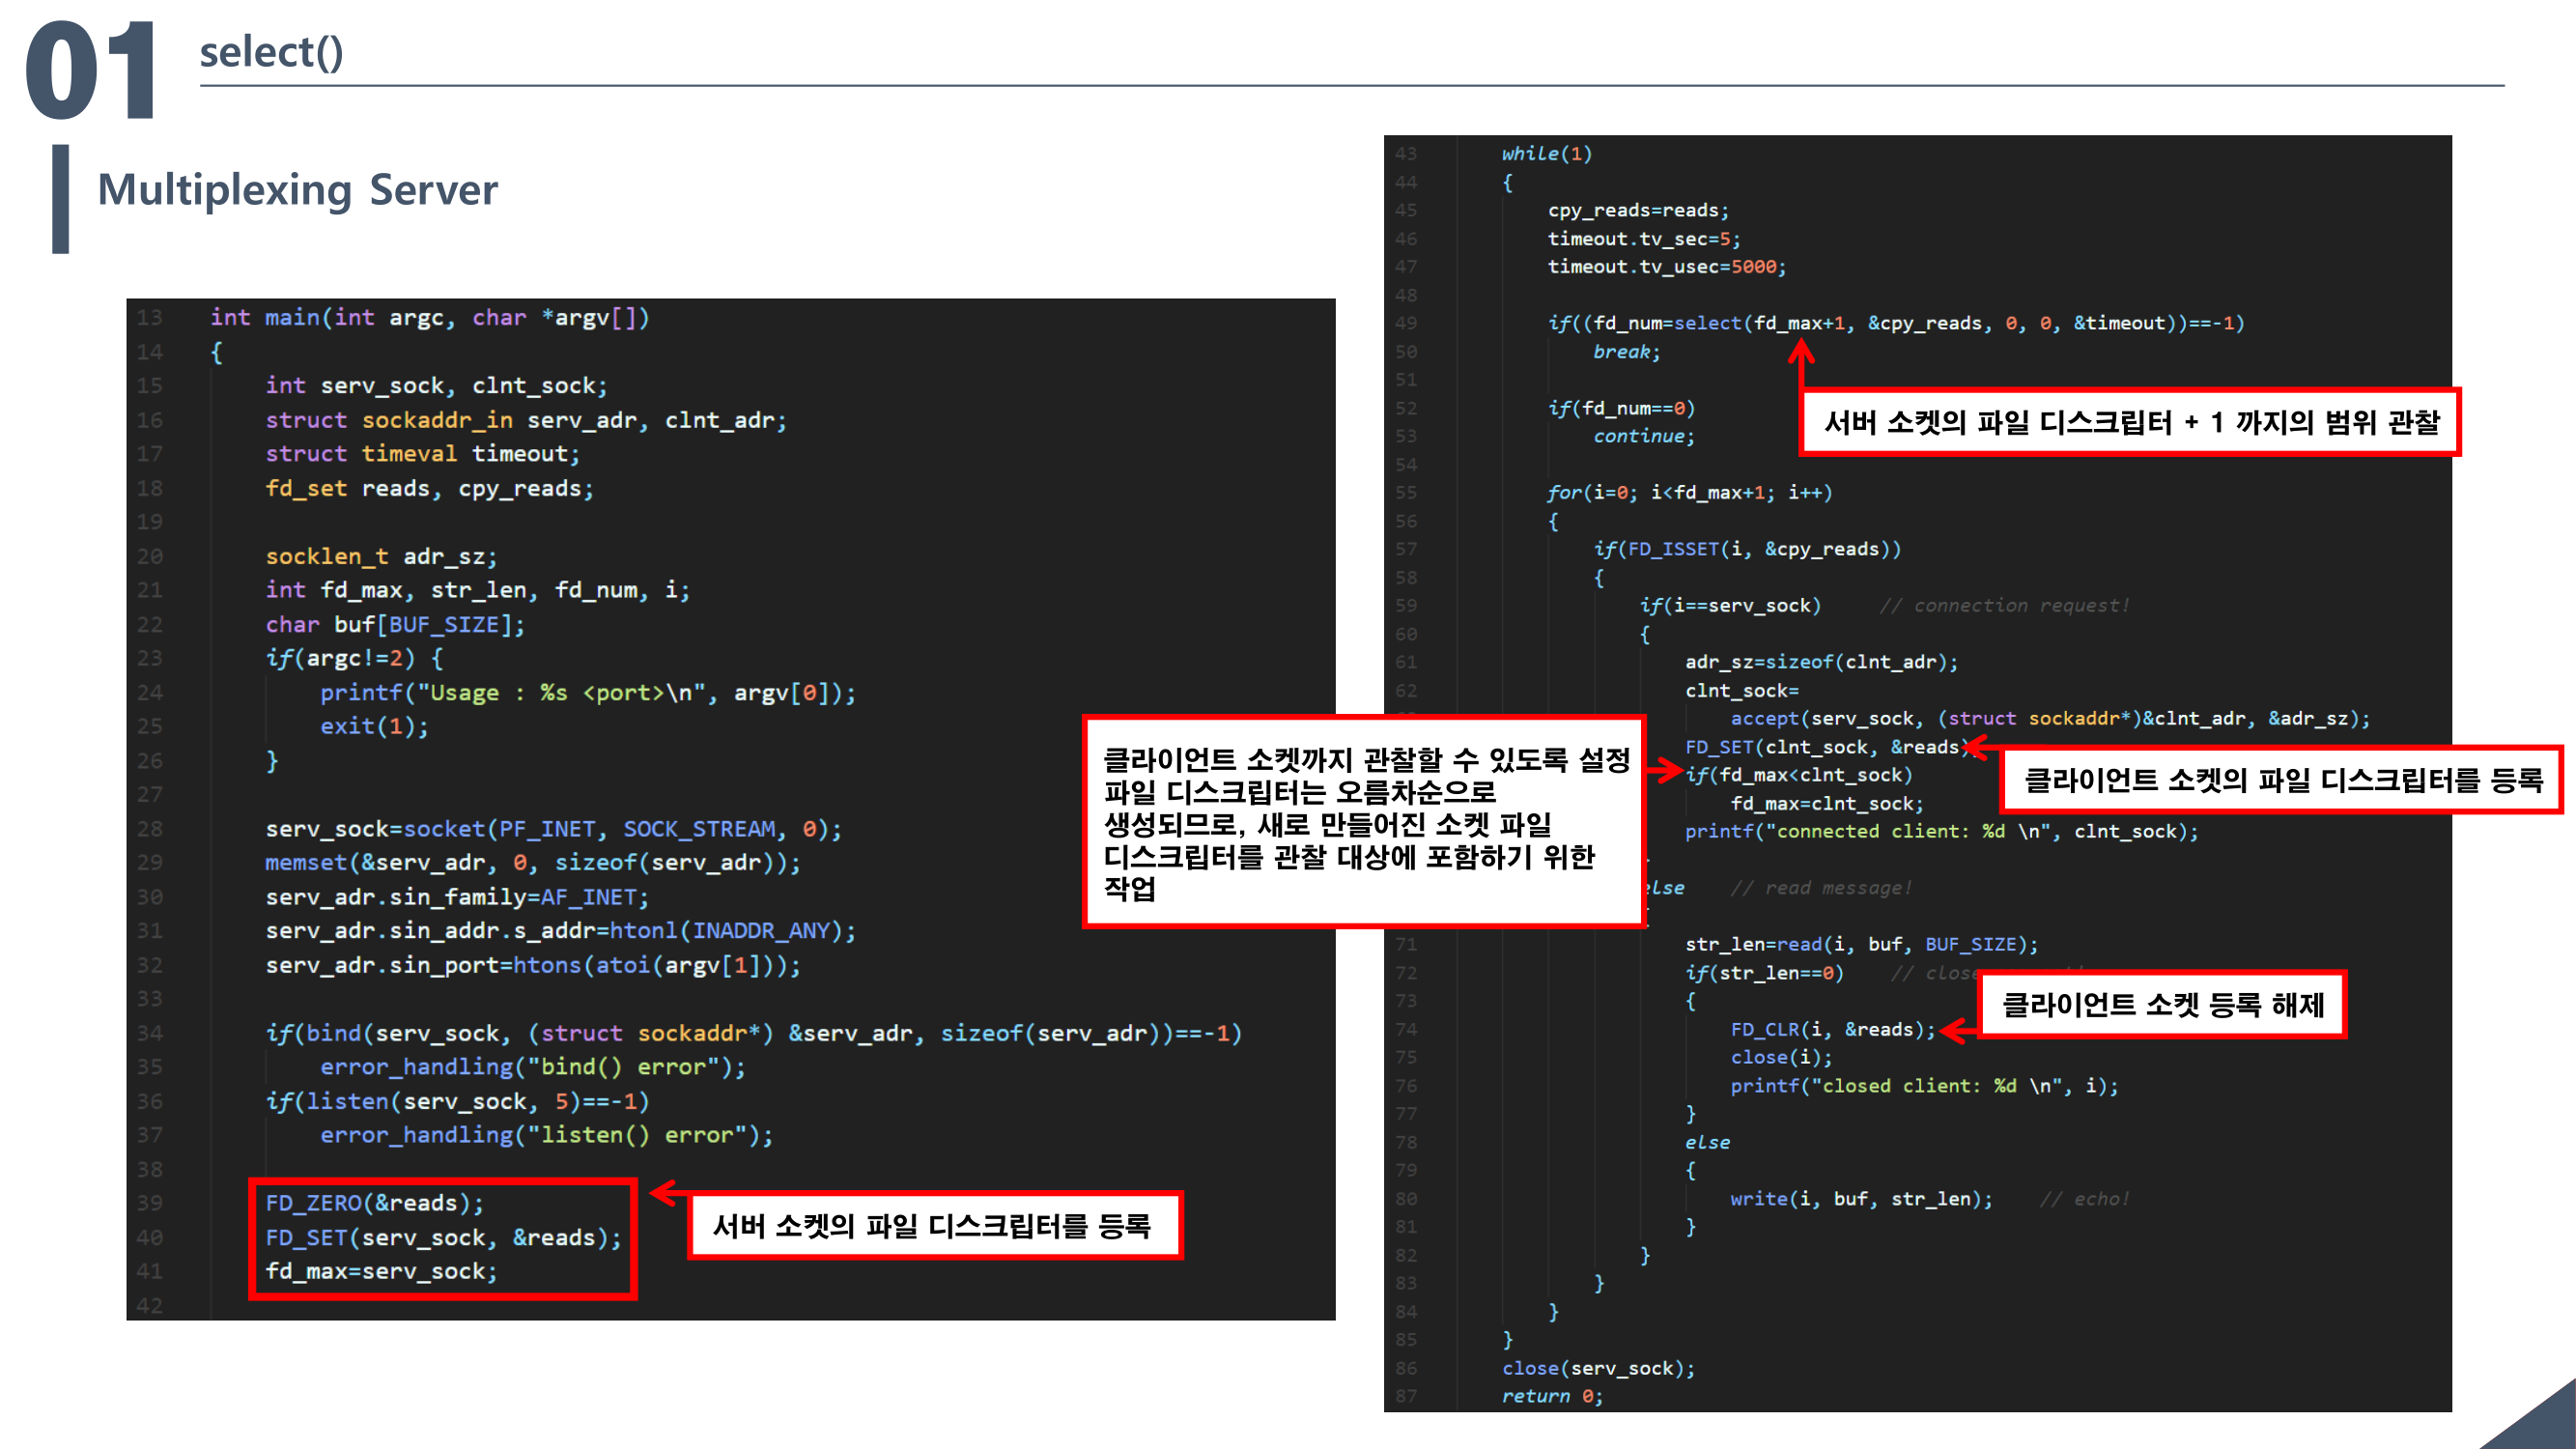 01
select()
Multiplexing Server
13 int main(int argc, char *argv[])
14 {
15 int serv_sock, clnt_sock;
16 struct sockaddr_in serv_adr, clnt_adr;
17 struct timeval timeout;
18 fd_set reads, cpy_reads;
19
20 socklen_t adr_sz;
21 int fd_max, str_len, fd_num, i;
22 char buf[BUF_SIZE];
23 if(argc!=2) {
24 printf("Usage : %s <port>\n", argv[0]);
25 exit(1);
26 }
27
28 serv_sock=socket(PF_INET, SOCK_STREAM, 0);
29 memset(&serv_adr, 0, sizeof(serv_adr));
30 serv_adr.sin_family=AF_INET;
31 serv_adr.sin_addr.s_addr=htonl(INADDR_ANY);
32 serv_adr.sin_port=htons(atoi(argv[1]));
33
34 if(bind(serv_sock, (struct sockaddr*) &serv_adr, sizeof(serv_adr))==-1)
35 error_handling("bind() error");
36 if(listen(serv_sock, 5)==-1)
37 error_handling("listen() error");
38
39 FD_ZERO(&reads);
40 FD_SET(serv_sock, &reads);
41 fd_max=serv_sock;
42
서버 소켓의 파일 디스크립터를 등록
43 while(1)
44 {
45 cpy_reads=reads;
46 timeout.tv_sec=5;
47 timeout.tv_usec=5000;
48
49 if((fd_num=select(fd_max+1, &cpy_reads, 0, 0, &timeout))==-1)
50 break;
51
서버 소켓의 파일 디스크립터 + 1 까지의 범위 관찰
52 if(fd_num==0)
53 continue;
54
55 for(i=0; i<fd_max+1; i++)
56 {
57 if(FD_ISSET(i, &cpy_reads))
58 {
59 if(i==serv_sock) // connection request!
60 {
61 adr_sz=sizeof(clnt_adr);
62 clnt_sock=
accept(serv_sock, (struct sockaddr*)&clnt_adr, &adr_sz);
FD_SET(clnt_sock, &reads)
클라이언트 소켓의 파일 디스크립터를 등록
if(fd_max<clnt_sock)
fd_max=clnt_sock;
printf("connected client: %d \n", clnt_sock);
클라이언트 소켓까지 관찰할 수 있도록 설정
파일 디스크립터는 오름차순으로
생성되므로, 새로 만들어진 소켓 파일
디스크립터를 관찰 대상에 포함하기 위한
작업
else // read message!
71 str_len=read(i, buf, BUF_SIZE);
72 if(str_len==0) // close
73 {
클라이언트 소켓 등록 해제
74 FD_CLR(i, &reads);
75 close(i);
76 printf("closed client: %d \n", i);
77 }
78 else
79 {
80 write(i, buf, str_len); // echo!
81 }
82 }
83 }
84 }
85 }
86 close(serv_sock);
87 return 0;